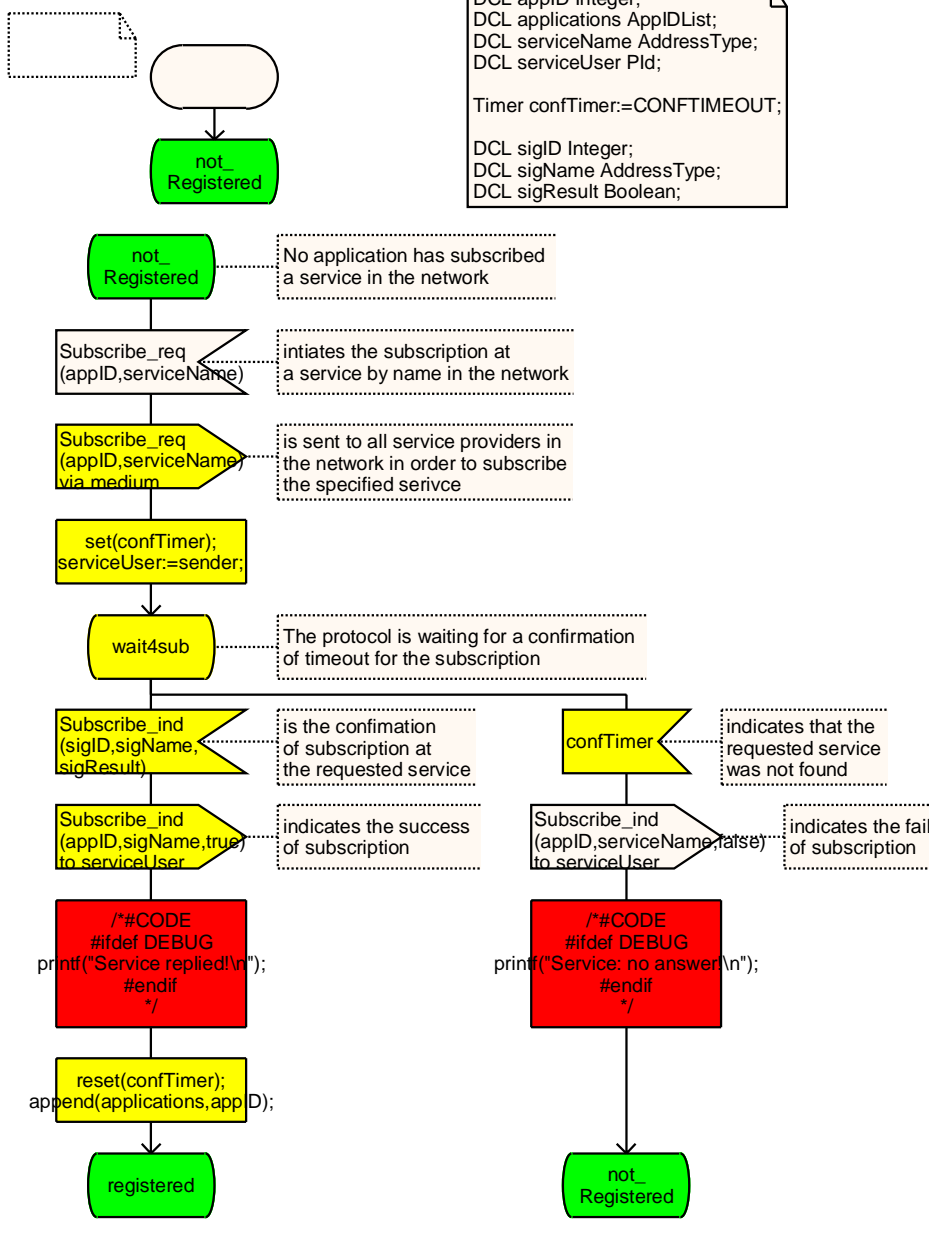 DCL appID Integer;
DCL applications AppIDList;
DCL serviceName AddressType;
DCL serviceUser PId;
Timer confTimer:=CONFTIMEOUT;
DCL sigID Integer;
DCL sigName AddressType;
DCL sigResult Boolean;
not_
Registered
not_
Registered
No application has subscribed
a service in the network
Subscribe_req
(appID,serviceName)
intiates the subscription at
a service by name in the network
Subscribe_req
(appID,serviceName)
via medium
is sent to all service providers in
the network in order to subscribe
the specified serivce
set(confTimer);
serviceUser:=sender;
wait4sub
The protocol is waiting for a confirmation
of timeout for the subscription
Subscribe_ind
(sigID,sigName,
sigResult)
is the confimation
of subscription at
the requested service
confTimer
indicates that the
requested service
was not found
Subscribe_ind
(appID,sigName,true)
to serviceUser
indicates the success
of subscription
Subscribe_ind
(appID,serviceName,false)
to serviceUser
indicates the fail
of subscription
/*#CODE
#ifdef DEBUG
printf("Service replied!\n");
#endif
*/
/*#CODE
#ifdef DEBUG
printf("Service: no answer!\n");
#endif
*/
reset(confTimer);
append(applications,appID);
registered
not_
Registered